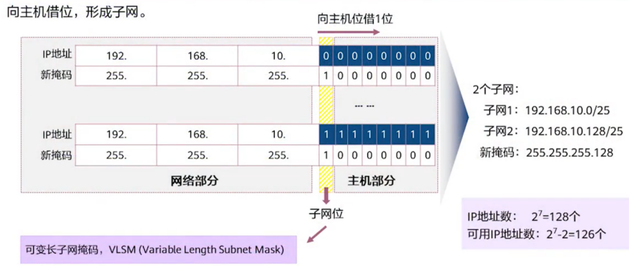 向主机借位，形成子网。
向主机位借1位
IP地址 192. 168. 10. 0 0 0 0 0 0 0 0
新掩码 255. 255. 255. 1 0 0 0 0 0 0 0
... ...
IP地址 192. 168. 10. 1 1 1 1 1 1 1 1
新掩码 255. 255. 255. 1 0 0 0 0 0 0 0
网络部分 主机部分
子网位
可变长子网掩码，VLSM (Variable Length Subnet Mask)
2个子网：
子网1：192.168.10.0/25
子网2：192.168.10.128/25
新掩码：255.255.255.128
IP地址数： 2⁷=128个
可用IP地址数：2⁷-2=126个